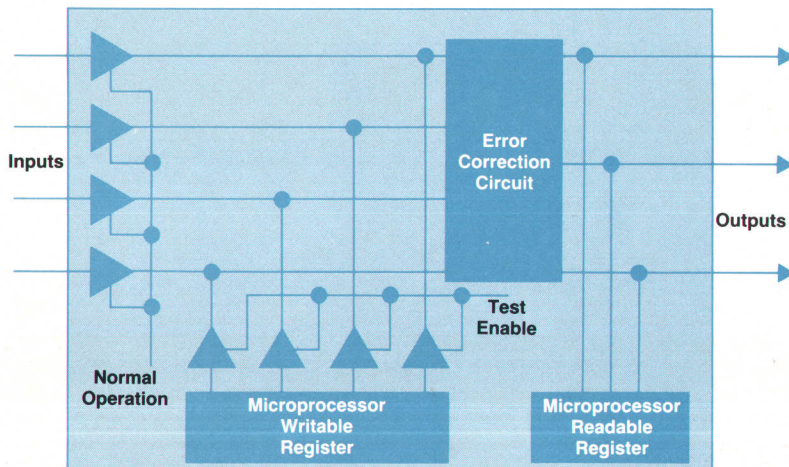 Inputs
Error
Correction
Circuit
Outputs
Test
Enable
Normal
Operation
Microprocessor
Writable
Register
Microprocessor
Readable
Register